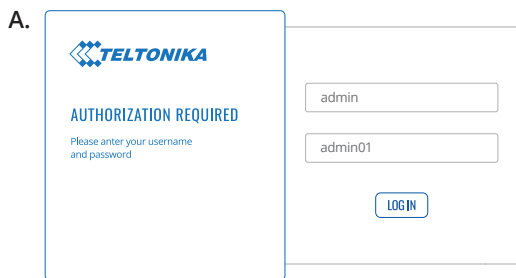 A.
TELTONIKA
AUTHORIZATION REQUIRED
Please anter your username
and password
admin
admin01
LOG IN